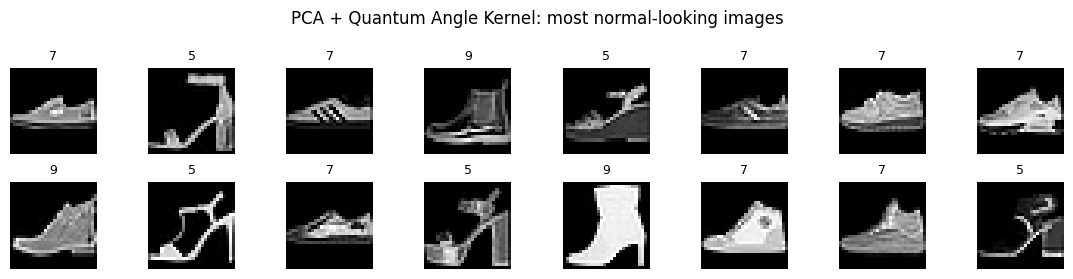 PCA + Quantum Angle Kernel: most normal-looking images
7 5 7 9 5 7 7 7
9 5 7 5 9 7 7 5